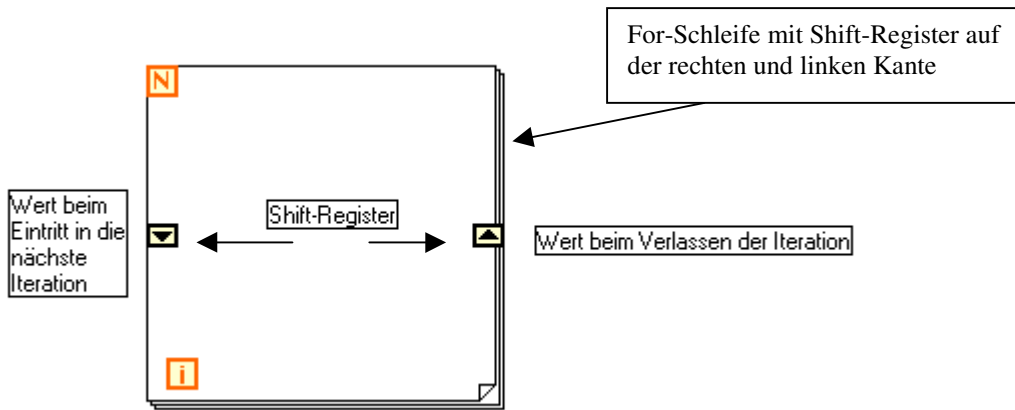 For-Schleife mit Shift-Register auf
der rechten und linken Kante
N
Wert beim
Eintritt in die
nächste
Iteration
Shift-Register
Wert beim Verlassen der Iteration
i